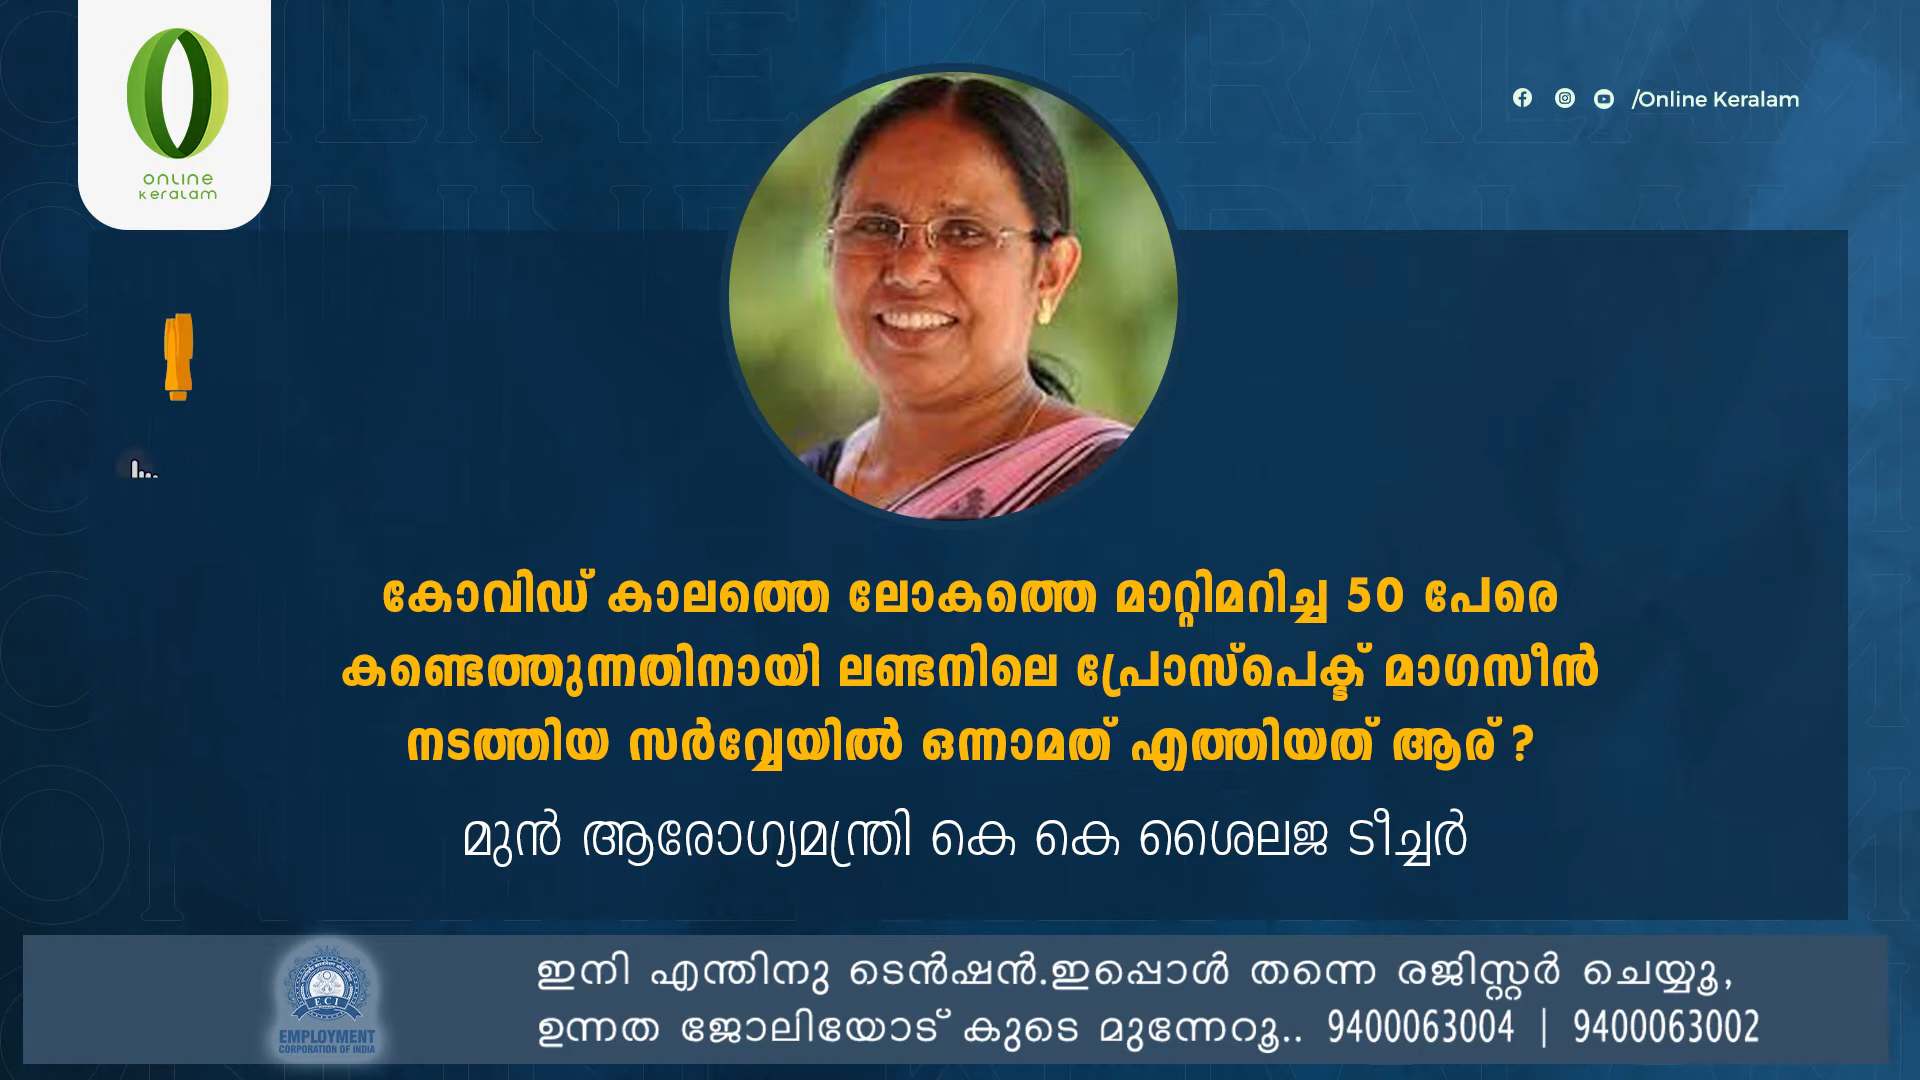 ONLINE
Keralam
/Online Keralam
കോവിഡ് കാലത്തെ ലോകത്തെ മാറ്റിമറിച്ച 50 പേരെ
കണ്ടെത്തുന്നതിനായി ലണ്ടനിലെ പ്രോസ്പെക്ട് മാഗസീൻ
നടത്തിയ സർവ്വേയിൽ ഒന്നാമത് എത്തിയത് ആര് ?
മുൻ ആരോഗ്യമന്ത്രി കെ കെ ശൈലജ ടീച്ചർ
ECI
EMPLOYMENT
CORPORATION OF INDIA
ഇനി എന്തിനു ടെൻഷൻ.ഇപ്പൊൾ തന്നെ രജിസ്റ്റർ ചെയ്യൂ,
ഉന്നത ജോലിയോട് കുടെ മുന്നേറൂ.. 9400063004 | 9400063002